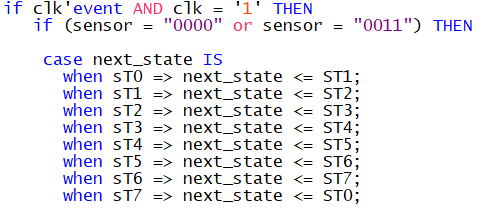 if clk'event AND clk = '1' THEN
if (sensor = "0000" or sensor = "0011") THEN
case next_state IS
when sT0 => next_state <= ST1;
when sT1 => next_state <= ST2;
when sT2 => next_state <= ST3;
when sT3 => next_state <= ST4;
when sT4 => next_state <= ST5;
when sT5 => next_state <= ST6;
when sT6 => next_state <= ST7;
when sT7 => next_state <= ST0;